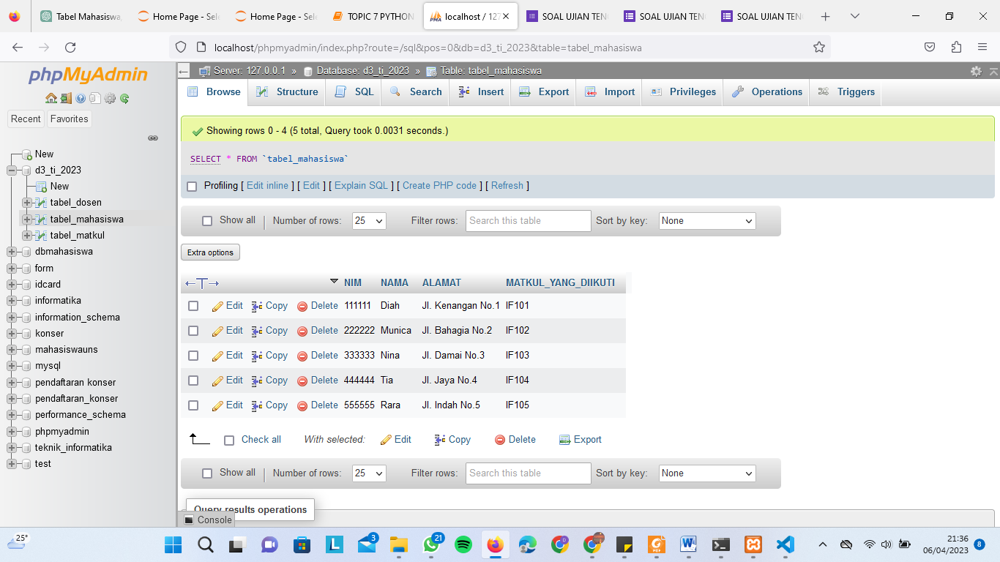 Tabel Mahasiswa, Home Page - Sele Home Page - Sele TOPIC 7 PYTHON localhost / 127 SOAL UJIAN TENG SOAL UJIAN TENG SOAL UJIAN TENG
localhost/phpmyadmin/index.php?route=/sql&pos=0&db=d3_ti_2023&table=tabel_mahasiswa
phpMyAdmin
Recent Favorites
New
d3_ti_2023
New
tabel_dosen
tabel_mahasiswa
tabel_matkul
dbmahasiswa
form
idcard
informatika
information_schema
konser
mahasiswauns
mysql
pendaftaran konser
pendaftaran_konser
performance_schema
phpmyadmin
teknik_informatika
test
Server: 127.0.0.1 » Database: d3_ti_2023 » Table: tabel_mahasiswa
Browse Structure SQL Search Insert Export Import Privileges Operations Triggers
Showing rows 0 - 4 (5 total, Query took 0.0031 seconds.)
SELECT * FROM `tabel_mahasiswa`
Profiling [ Edit inline ] [ Edit ] [ Explain SQL ] [ Create PHP code ] [ Refresh ]
Show all Number of rows: 25 Filter rows: Search this table Sort by key: None
Extra options
NIM NAMA ALAMAT MATKUL_YANG_DIIKUTI
Edit Copy Delete 111111 Diah Jl. Kenangan No.1 IF101
Edit Copy Delete 222222 Munica Jl. Bahagia No.2 IF102
Edit Copy Delete 333333 Nina Jl. Damai No.3 IF103
Edit Copy Delete 444444 Tia Jl. Jaya No.4 IF104
Edit Copy Delete 555555 Rara Jl. Indah No.5 IF105
Check all With selected: Edit Copy Delete Export
Show all Number of rows: 25 Filter rows: Search this table Sort by key: None
Query results operations
Console
25° 3 21 21:36
06/04/2023 8